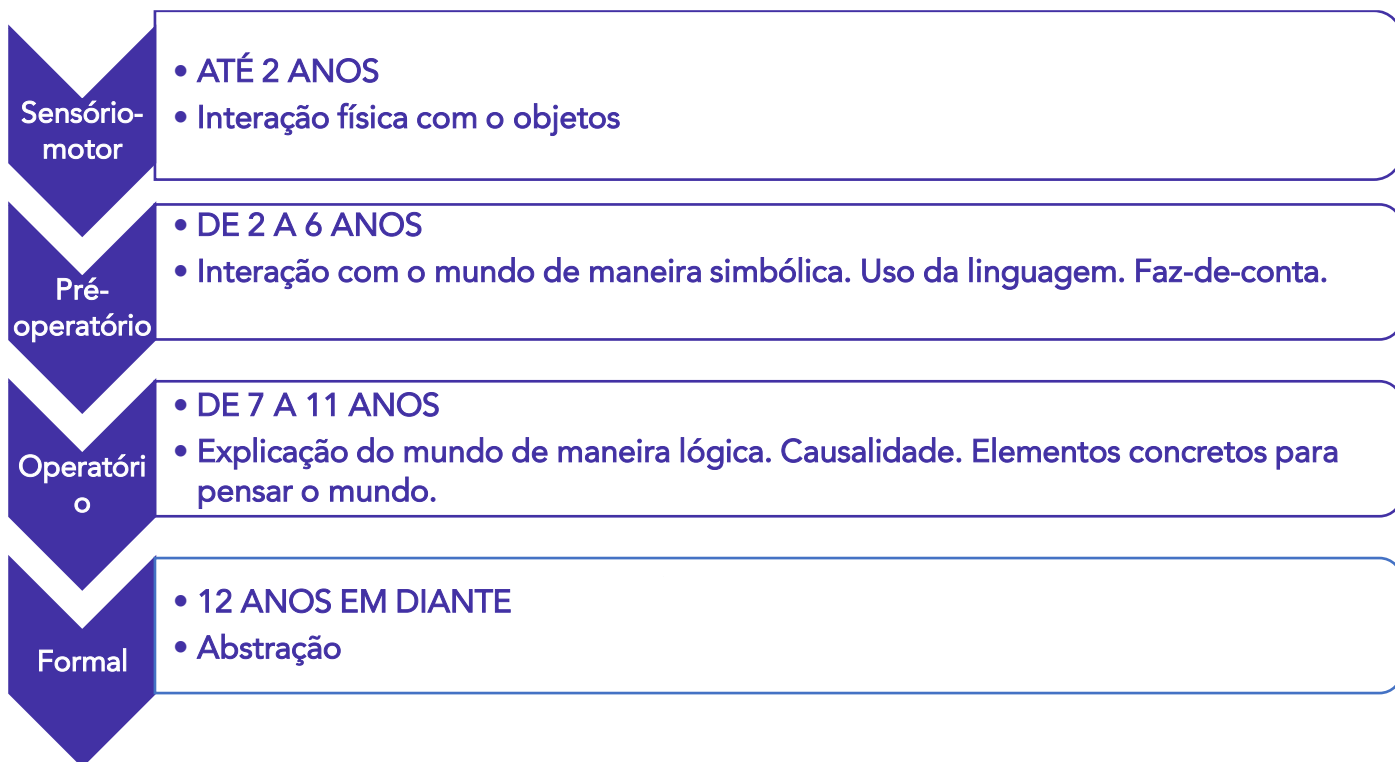 Sensório-
motor
• ATÉ 2 ANOS
• Interação física com o objetos
Pré-
operatório
• DE 2 A 6 ANOS
• Interação com o mundo de maneira simbólica. Uso da linguagem. Faz-de-conta.
Operatóri
o
• DE 7 A 11 ANOS
• Explicação do mundo de maneira lógica. Causalidade. Elementos concretos para
pensar o mundo.
Formal
• 12 ANOS EM DIANTE
• Abstração